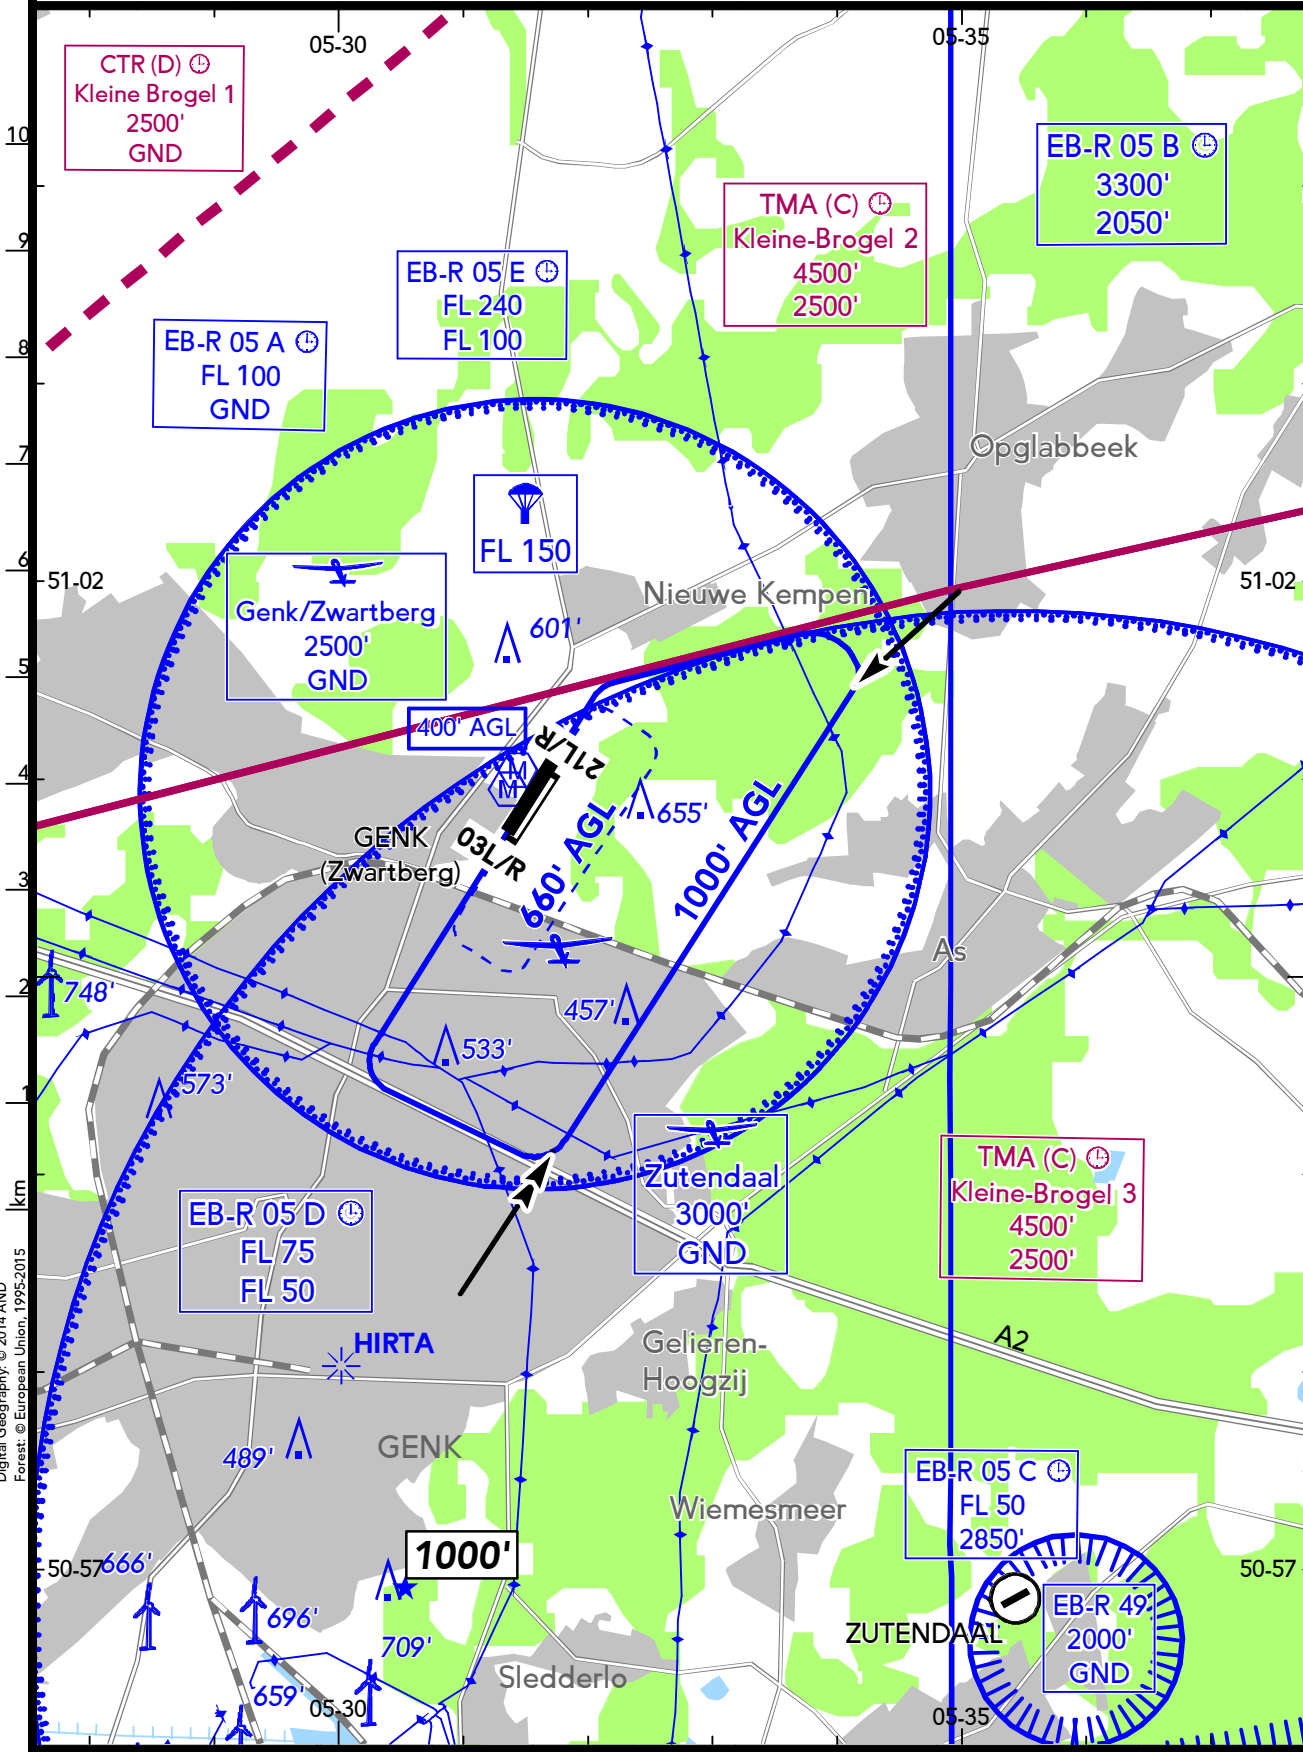 05-30
05-35
CTR (D)
Kleine Brogel 1
2500'
GND
10
EB-R 05 B
3300'
2050'
TMA (C)
Kleine-Brogel 2
4500'
2500'
9
EB-R 05 E
FL 240
FL 100
EB-R 05 A
FL 100
GND
8
Opglabbeek
7
FL 150
6
51-02
51-02
Nieuwe Kempen
Genk/Zwartberg
2500'
GND
601'
5
400' AGL
21L/R
4
M
M
655'
GENK
(Zwartberg)
03L/R
660' AGL
1000' AGL
3
As
2
748'
457'
533'
573'
1
Zutendaal
3000'
GND
TMA (C)
Kleine-Brogel 3
4500'
2500'
km
EB-R 05 D
FL 75
FL 50
Digital Geography: © 2014 AND
Forest: © European Union, 1995-2015
HIRTA
Gelieren-
Hoogzij
A2
489'
GENK
EB-R 05 C
FL 50
2850'
Wiemesmeer
1000'
50-57
666'
50-57
696'
709'
EB-R 49
2000'
GND
ZUTENDAAL
Sledderlo
659'
05-30
05-35